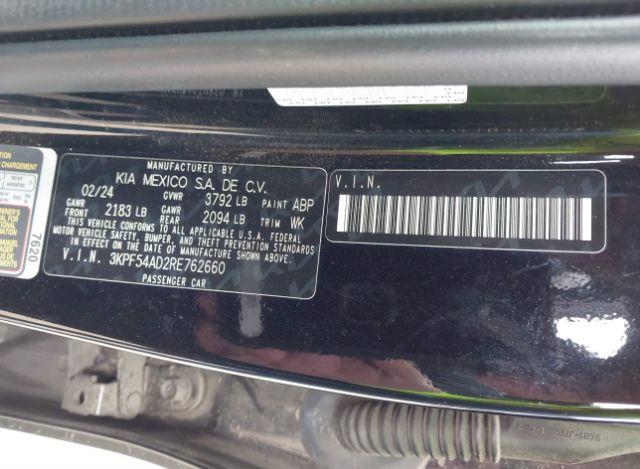 MANUFACTURED BY
KIA MEXICO S.A. DE C.V.
02/24 GVWR 3792 LB PAINT ABP
GAWR FRONT 2183 LB GAWR REAR 2094 LB TRIM WK
THIS VEHICLE CONFORMS TO ALL APPLICABLE U.S.A. FEDERAL
MOTOR VEHICLE SAFETY, BUMPER, AND THEFT PREVENTION
STANDARDS IN EFFECT ON THE DATE OF MANUFACTURE SHOWN ABOVE.
V.I.N. 3KPF54AD2RE762660
PASSENGER CAR
V.I.N.
7620